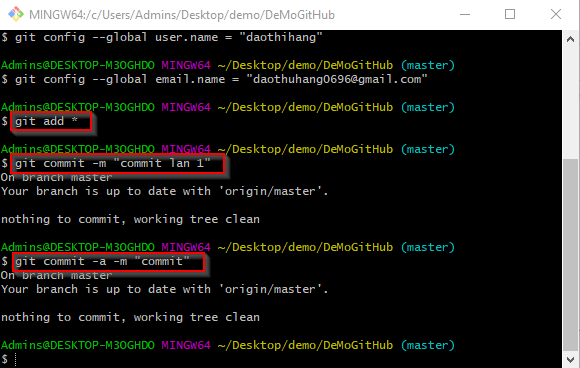 MINGW64:/c/Users/Admins/Desktop/demo/DeMoGitHub
$ git config --global user.name = "daothihang"
Admins@DESKTOP-M3OGHDO MINGW64 ~/Desktop/demo/DeMoGitHub (master)
$ git config --global email.name = "daothuhang0696@gmail.com"
Admins@DESKTOP-M3OGHDO MINGW64 ~/Desktop/demo/DeMoGitHub (master)
$ git add *
Admins@DESKTOP-M3OGHDO MINGW64 ~/Desktop/demo/DeMoGitHub (master)
$ git commit -m "commit lan 1"
On branch master
Your branch is up to date with 'origin/master'.
nothing to commit, working tree clean
Admins@DESKTOP-M3OGHDO MINGW64 ~/Desktop/demo/DeMoGitHub (master)
$ git commit -a -m "commit"
On branch master
Your branch is up to date with 'origin/master'.
nothing to commit, working tree clean
Admins@DESKTOP-M3OGHDO MINGW64 ~/Desktop/demo/DeMoGitHub (master)
$